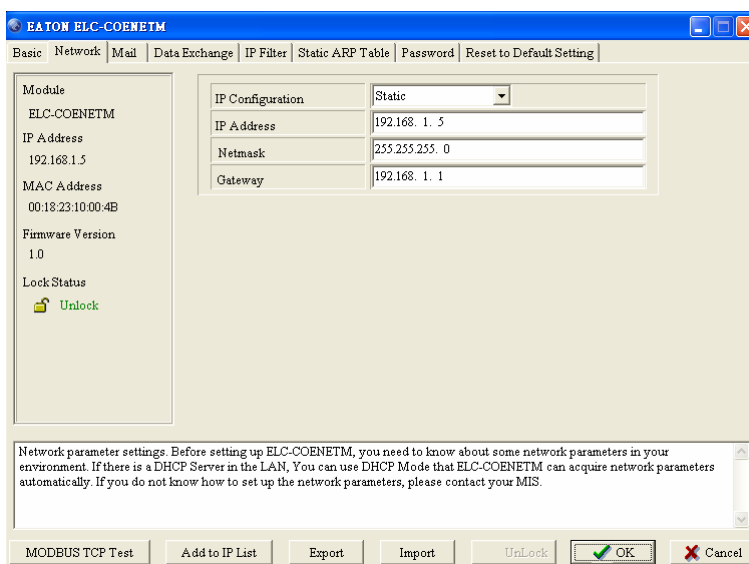 EATON ELC-COENETM
Basic Network Mail Data Exchange IP Filter Static ARP Table Password Reset to Default Setting
Module
ELC-COENETM
IP Address
192.168.1.5
MAC Address
00:18:23:10:00:4B
Firmware Version
1.0
Lock Status
Unlock
IP Configuration Static
IP Address 192.168. 1. 5
Netmask 255.255.255. 0
Gateway 192.168. 1. 1
Network parameter settings. Before setting up ELC-COENETM, you need to know about some network parameters in your
environment. If there is a DHCP Server in the LAN, You can use DHCP Mode that ELC-COENETM can acquire network parameters
automatically. If you do not know how to set up the network parameters, please contact your MIS.
MODBUS TCP Test Add to IP List Export Import UnLock OK Cancel